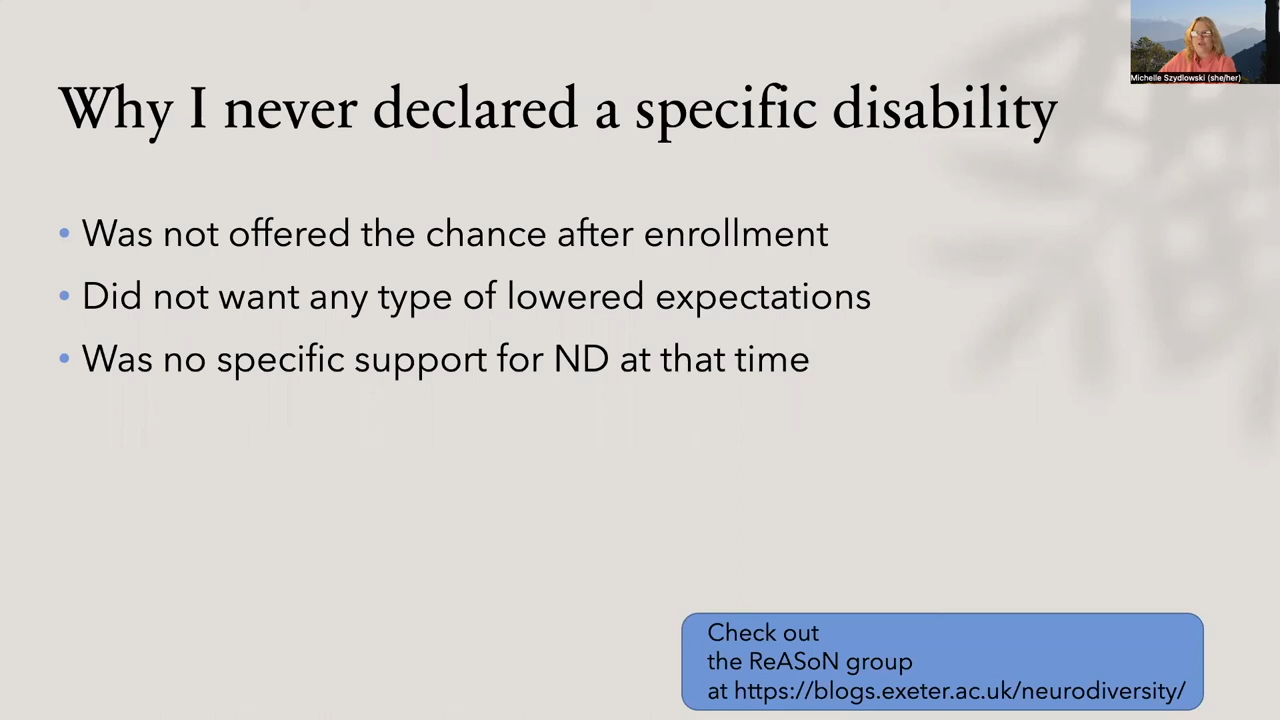 Michelle Szydlowski (she/her)
Why I never declared a specific disability
• Was not offered the chance after enrollment
• Did not want any type of lowered expectations
• Was no specific support for ND at that time
Check out
the ReASoN group
at https://blogs.exeter.ac.uk/neurodiversity/